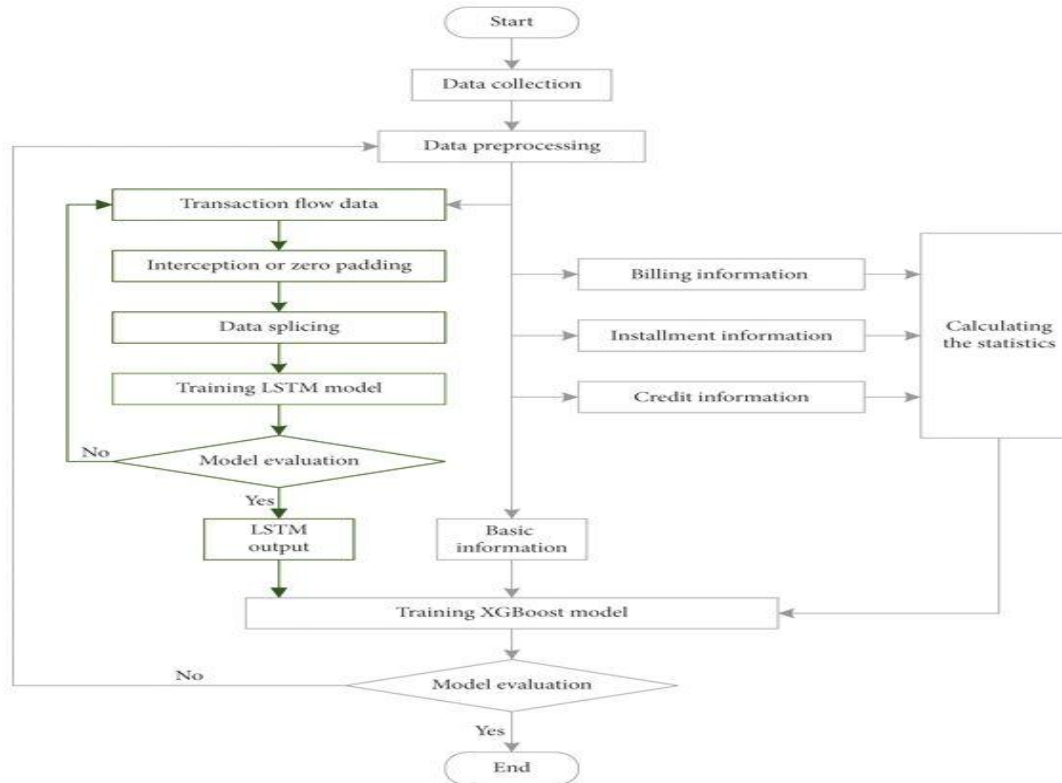 Start
Data collection
Data preprocessing
Transaction flow data
Interception or zero padding
Data splicing
Training LSTM model
No
Model evaluation
Yes
LSTM
output
Billing information
Installment information
Credit information
Calculating
the statistics
Basic
information
Training XGBoost model
No
Model evaluation
Yes
End